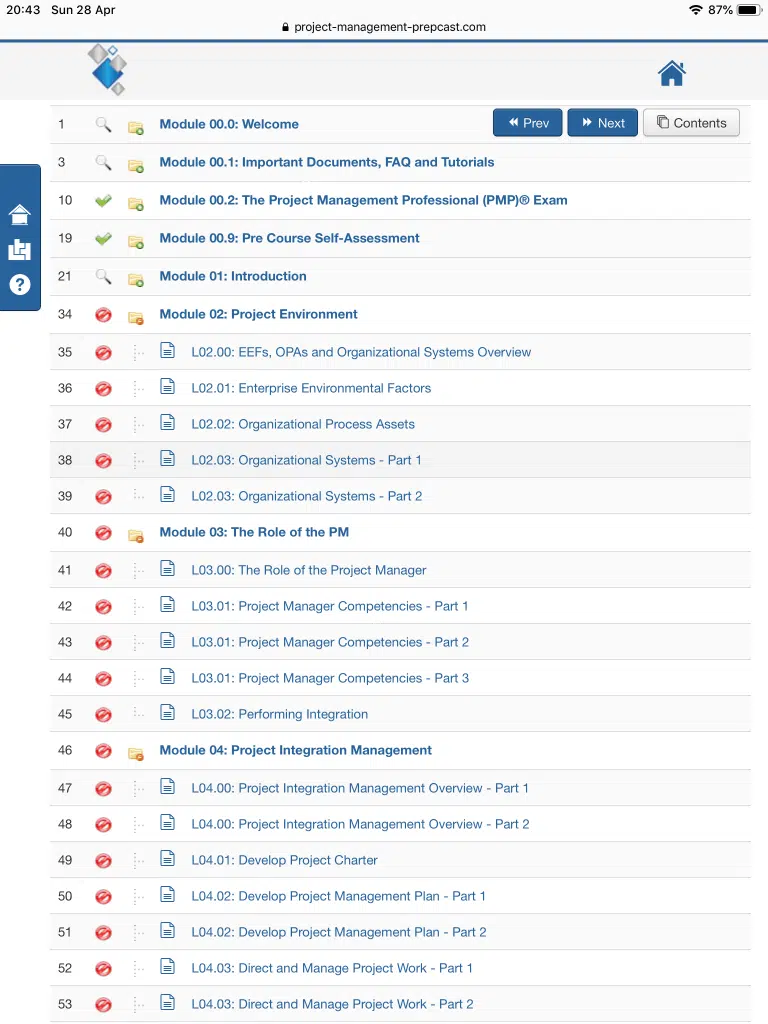 20:43 Sun 28 Apr 87%
project-management-prepcast.com
1 Module 00.0: Welcome Prev Next Contents
3 Module 00.1: Important Documents, FAQ and Tutorials
10 Module 00.2: The Project Management Professional (PMP)® Exam
19 Module 00.9: Pre Course Self-Assessment
21 Module 01: Introduction
34 Module 02: Project Environment
35 L02.00: EEFs, OPAs and Organizational Systems Overview
36 L02.01: Enterprise Environmental Factors
37 L02.02: Organizational Process Assets
38 L02.03: Organizational Systems - Part 1
39 L02.03: Organizational Systems - Part 2
40 Module 03: The Role of the PM
41 L03.00: The Role of the Project Manager
42 L03.01: Project Manager Competencies - Part 1
43 L03.01: Project Manager Competencies - Part 2
44 L03.01: Project Manager Competencies - Part 3
45 L03.02: Performing Integration
46 Module 04: Project Integration Management
47 L04.00: Project Integration Management Overview - Part 1
48 L04.00: Project Integration Management Overview - Part 2
49 L04.01: Develop Project Charter
50 L04.02: Develop Project Management Plan - Part 1
51 L04.02: Develop Project Management Plan - Part 2
52 L04.03: Direct and Manage Project Work - Part 1
53 L04.03: Direct and Manage Project Work - Part 2